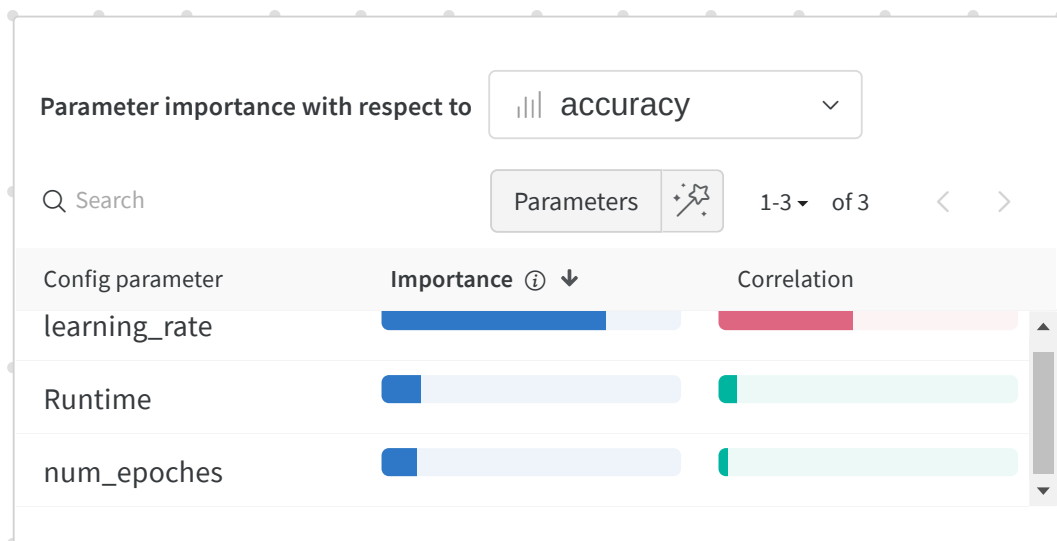 Parameter importance with respect to accuracy
Search Parameters 1-3 of 3
Config parameter Importance Correlation
learning_rate
Runtime
num_epoches